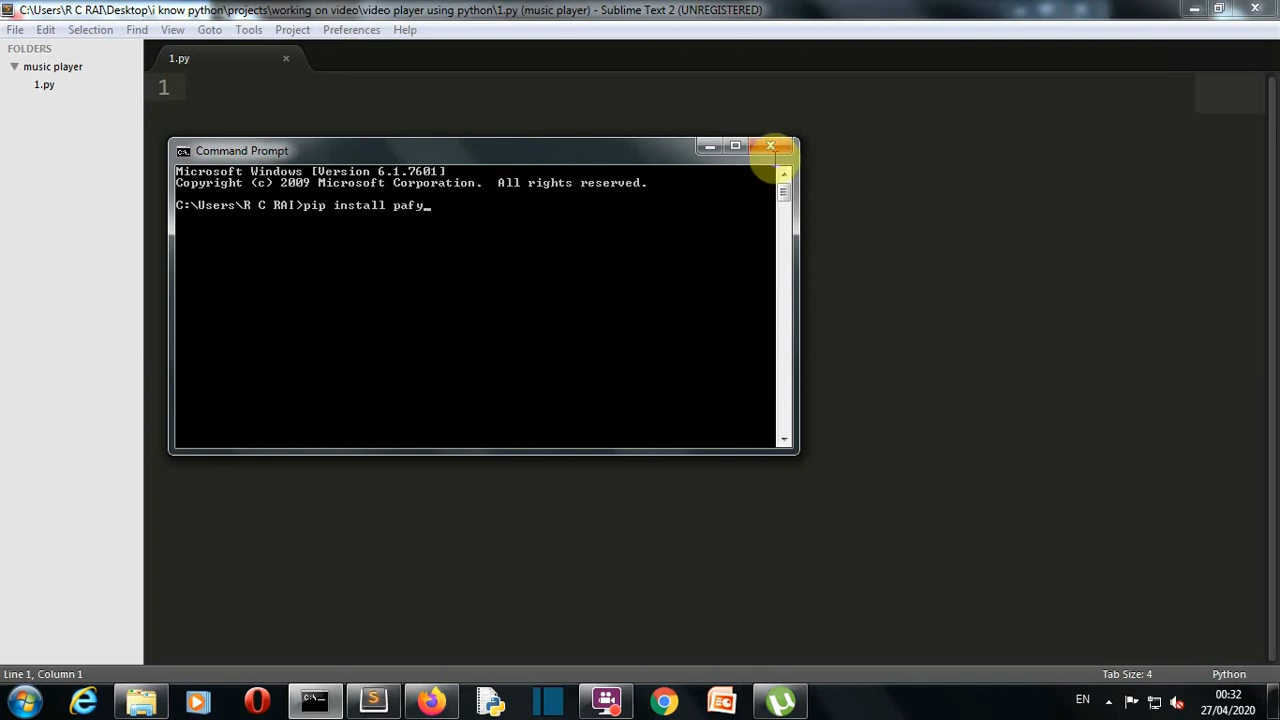 C:\Users\R C RAI\Desktop\i know python\projects\working on video\video player using python\1.py (music player) - Sublime Text 2 (UNREGISTERED)
File Edit Selection Find View Goto Tools Project Preferences Help
FOLDERS
music player
1.py
1.py
1
Command Prompt
Microsoft Windows [Version 6.1.7601]
Copyright (c) 2009 Microsoft Corporation. All rights reserved.
C:\Users\R C RAI>pip install pafy_
Line 1, Column 1
Tab Size: 4
Python
EN
00:32
27/04/2020